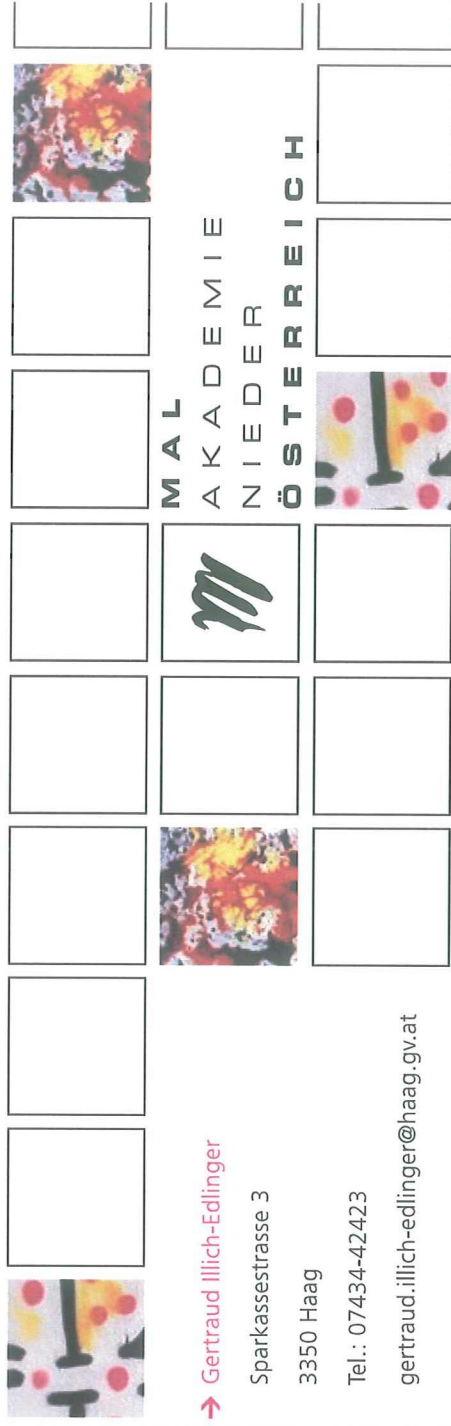 MAL
AKADEMIE
NIEDER
ÖSTERREICH
→ Gertraud Illich-Edlinger
Sparkassestrasse 3
3350 Haag
Tel.: 07434-42423
gertraud.illich-edlinger@haag.gv.at